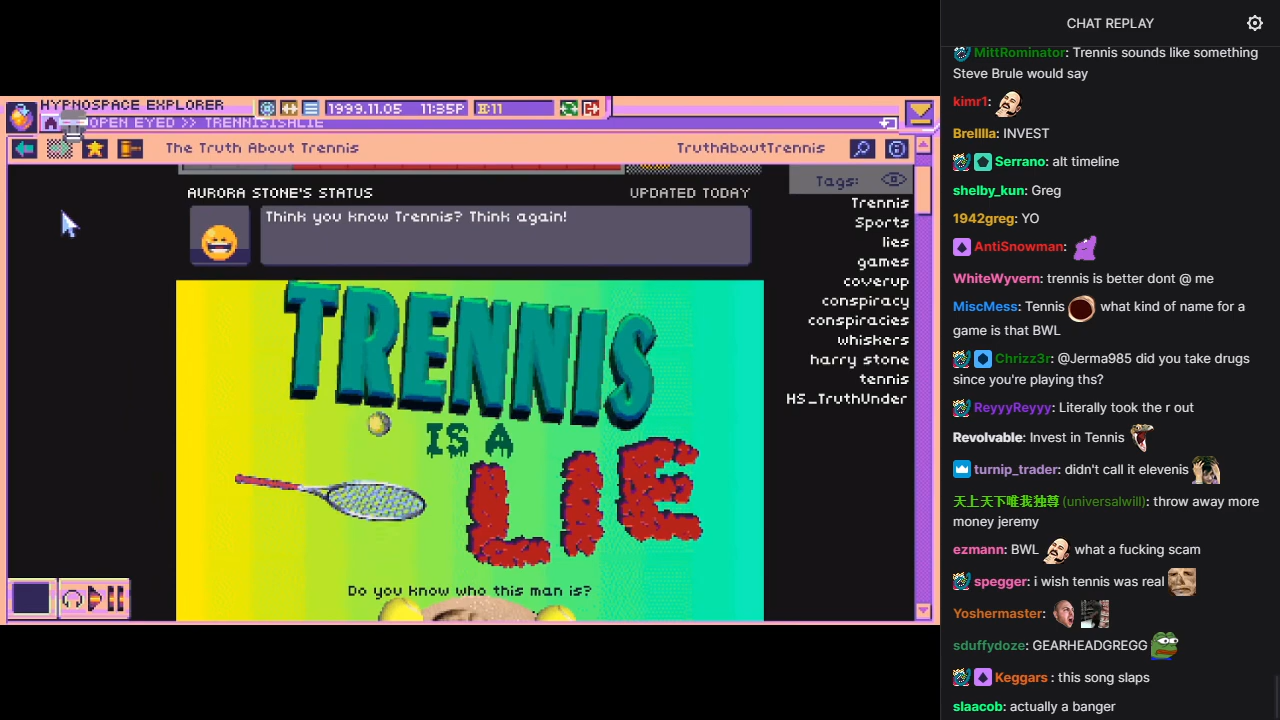 HYPNOSPACE EXPLORER
1999.11.05 11:35P
:11
OPEN EYED >> TRENNISISALIE
The Truth About Trennis
TruthAboutTrennis
AURORA STONE'S STATUS
UPDATED TODAY
Think you know Trennis? Think again!
Tags:
Trennis
Sports
lies
games
coverup
conspiracy
conspiracies
whiskers
harry stone
tennis
HS_TruthUnder
TRENNIS
IS A
LIE
Do you know who this man is?
CHAT REPLAY
MittRominator: Trennis sounds like something
Steve Brule would say
kimr1:
Brelllla: INVEST
Serrano: alt timeline
shelby_kun: Greg
1942greg: YO
AntiSnowman:
WhiteWyvern: trennis is better dont @ me
MiscMess: Tennis what kind of name for a
game is that BWL
Chrizz3r: @Jerma985 did you take drugs
since you're playing ths?
ReyyyReyyy: Literally took the r out
Revolvable: Invest in Tennis
turnip_trader: didn't call it elevenis
天上天下唯我独尊 (universalwill): throw away more
money jeremy
ezmann: BWL what a fucking scam
spegger: i wish tennis was real
Yoshermaster:
sduffydoze: GEARHEADGREGG
Keggars : this song slaps
slaacob: actually a banger